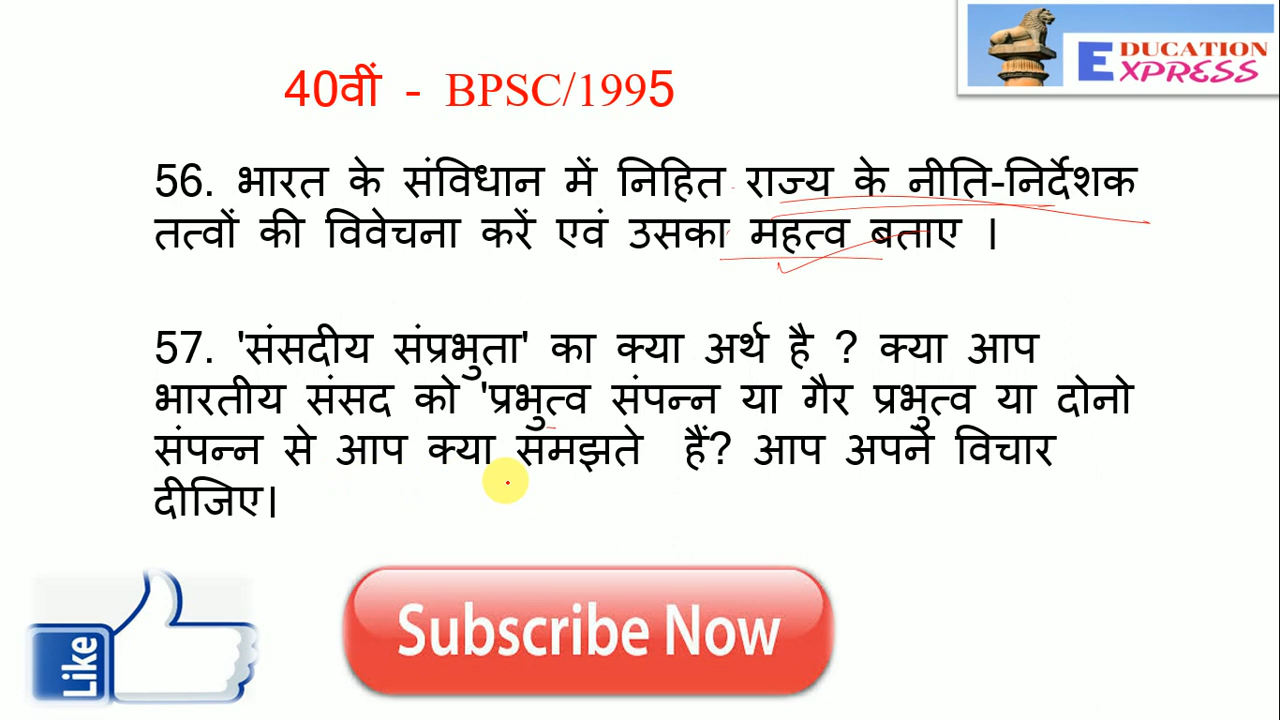 EDUCATION
EXPRESS
40वीं - BPSC/1995
56. भारत के संविधान में निहित राज्य के नीति-निर्देशक
तत्वों की विवेचना करें एवं उसका महत्व बताए ।
57. 'संसदीय संप्रभुता' का क्या अर्थ है ? क्या आप
भारतीय संसद को 'प्रभुत्व संपन्न या गैर प्रभुत्व या दोनो
संपन्न से आप क्या समझते हैं? आप अपने विचार
दीजिए।
Like
Subscribe Now